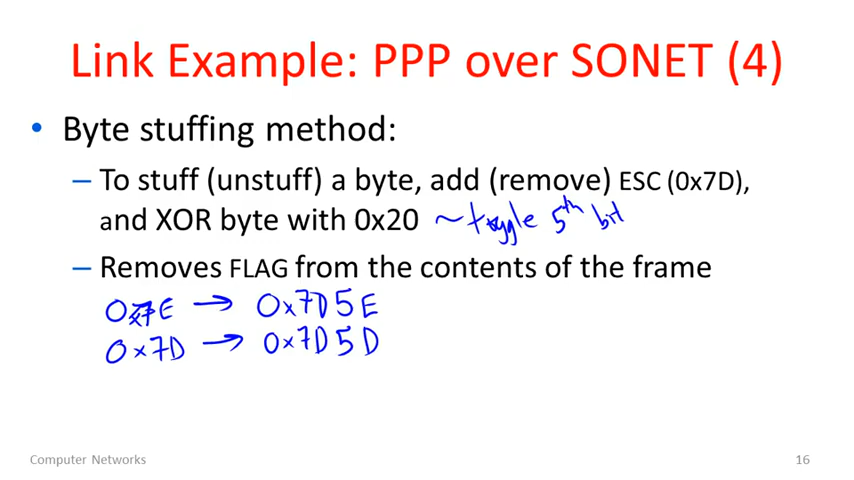 Link Example: PPP over SONET (4)
• Byte stuffing method:
– To stuff (unstuff) a byte, add (remove) ESC (0x7D),
and XOR byte with 0x20 ~ toggle 5th bit
– Removes FLAG from the contents of the frame
0x7E → 0x7D5E
0x7D → 0x7D5D
Computer Networks 16